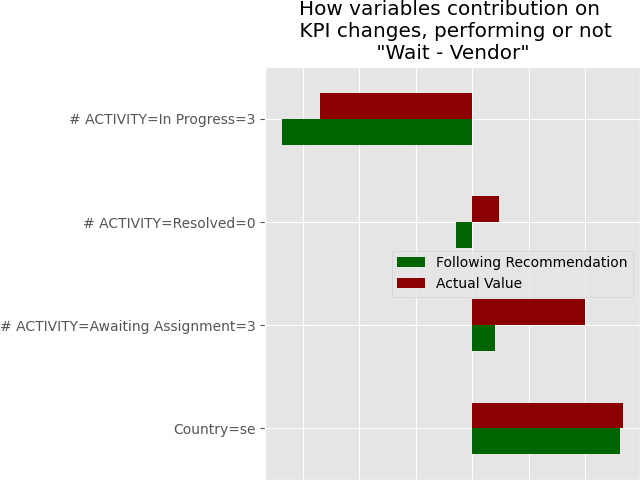 How variables contribution on
KPI changes, performing or not
"Wait - Vendor"
# ACTIVITY=In Progress=3
# ACTIVITY=Resolved=0
Following Recommendation
Actual Value
# ACTIVITY=Awaiting Assignment=3
Country=se